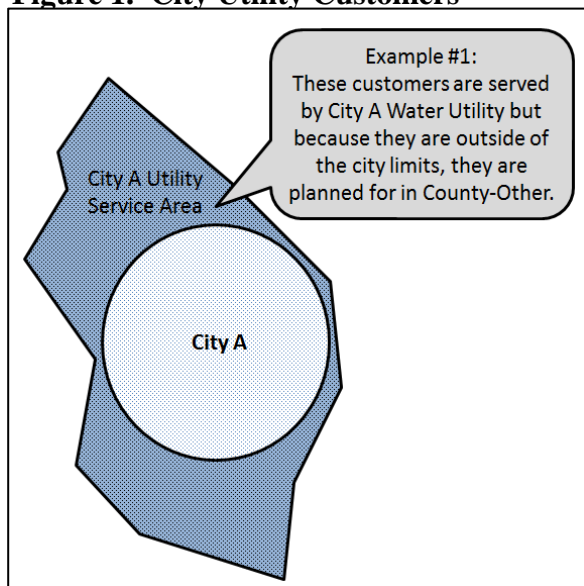 Figure 1. City Utility Customers
Example #1:
These customers are served
by City A Water Utility but
because they are outside of
the city limits, they are
planned for in County-Other.
City A Utility
Service Area
City A